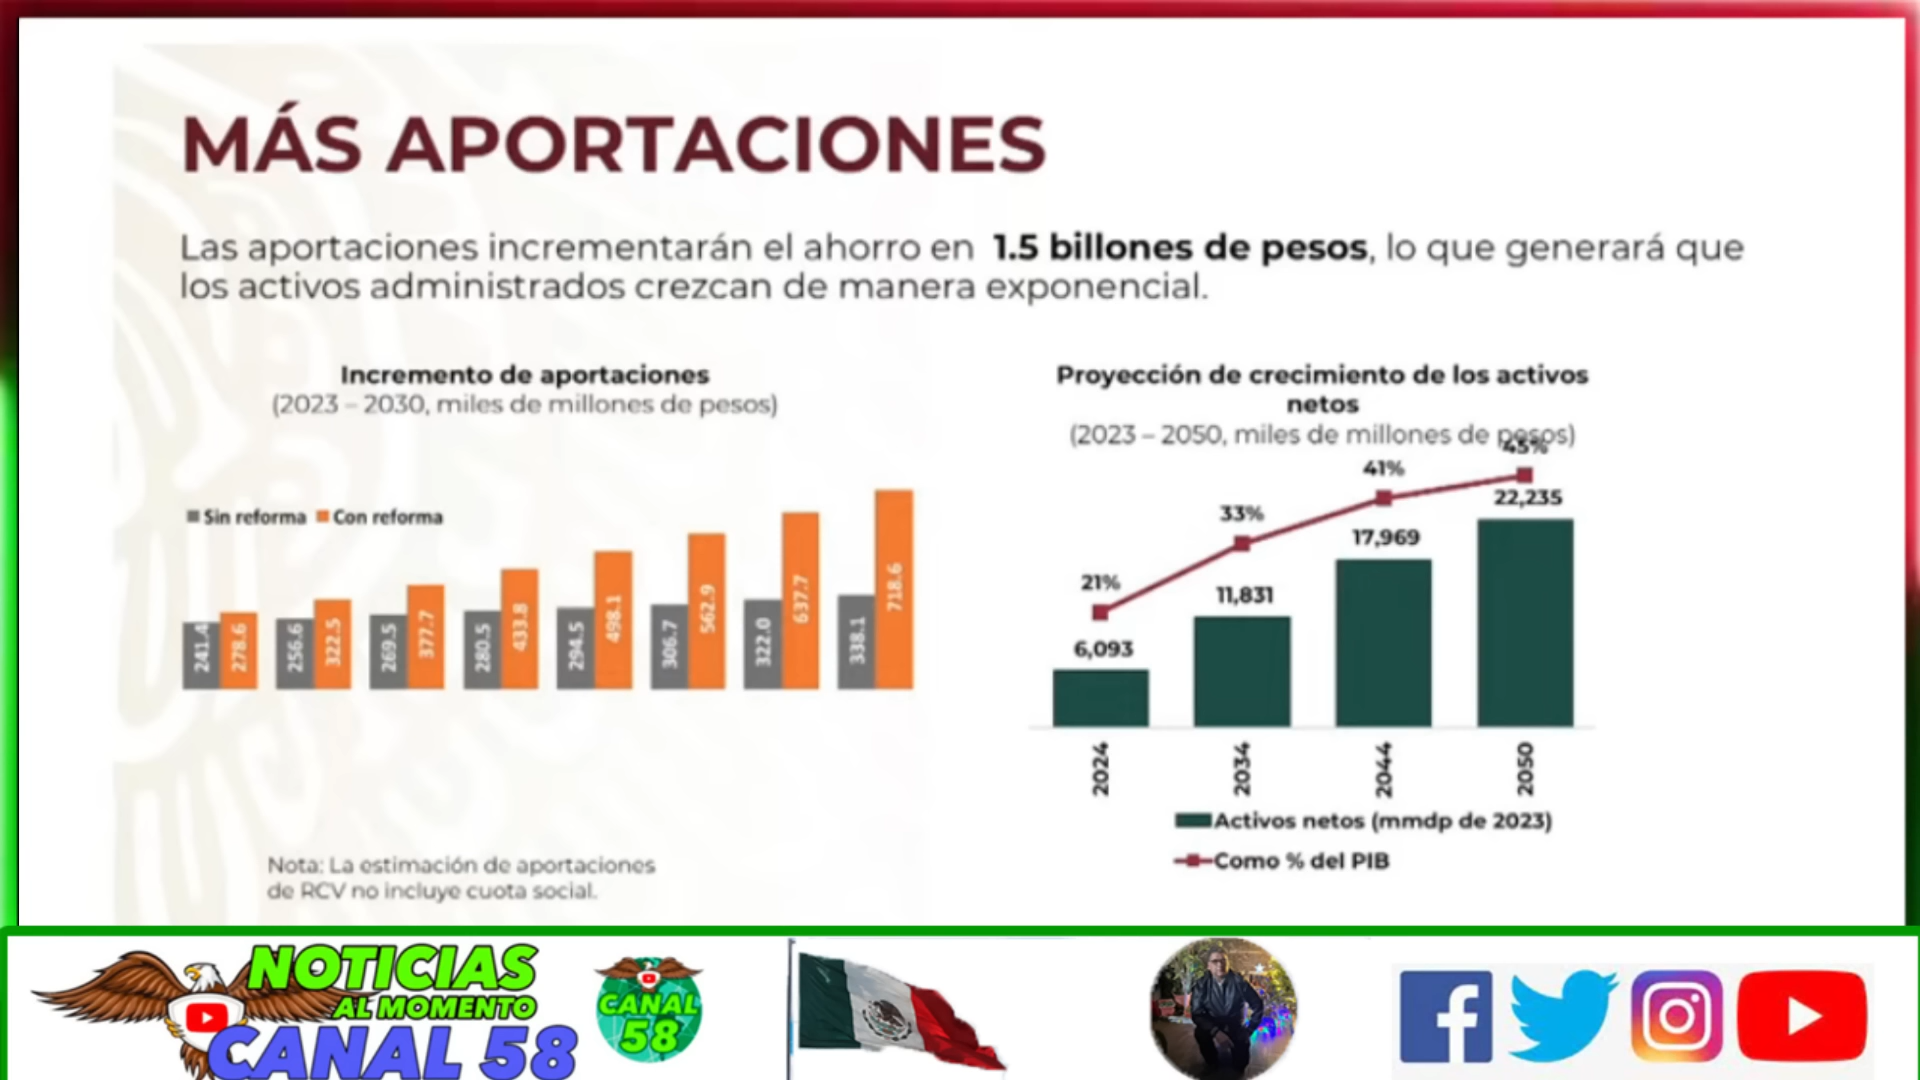 MÁS APORTACIONES
Las aportaciones incrementarán el ahorro en 1.5 billones de pesos, lo que generará que
los activos administrados crezcan de manera exponencial.
Incremento de aportaciones
(2023 – 2030, miles de millones de pesos)
Sin reforma Con reforma
241.4 278.6 256.6 322.5 269.5 377.7 280.5 433.8 294.5 498.1 306.7 562.9 322.0 637.7 338.1 718.6
Nota: La estimación de aportaciones
de RCV no incluye cuota social.
Proyección de crecimiento de los activos
netos
(2023 – 2050, miles de millones de pesos)
21% 33% 41% 45%
6,093 11,831 17,969 22,235
2024 2034 2044 2050
Activos netos (mmdp de 2023)
Como % del PIB
NOTICIAS
AL MOMENTO
CANAL 58
CANAL
58